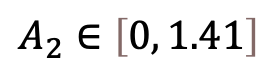 A₂ ∈ [0, 1.41]